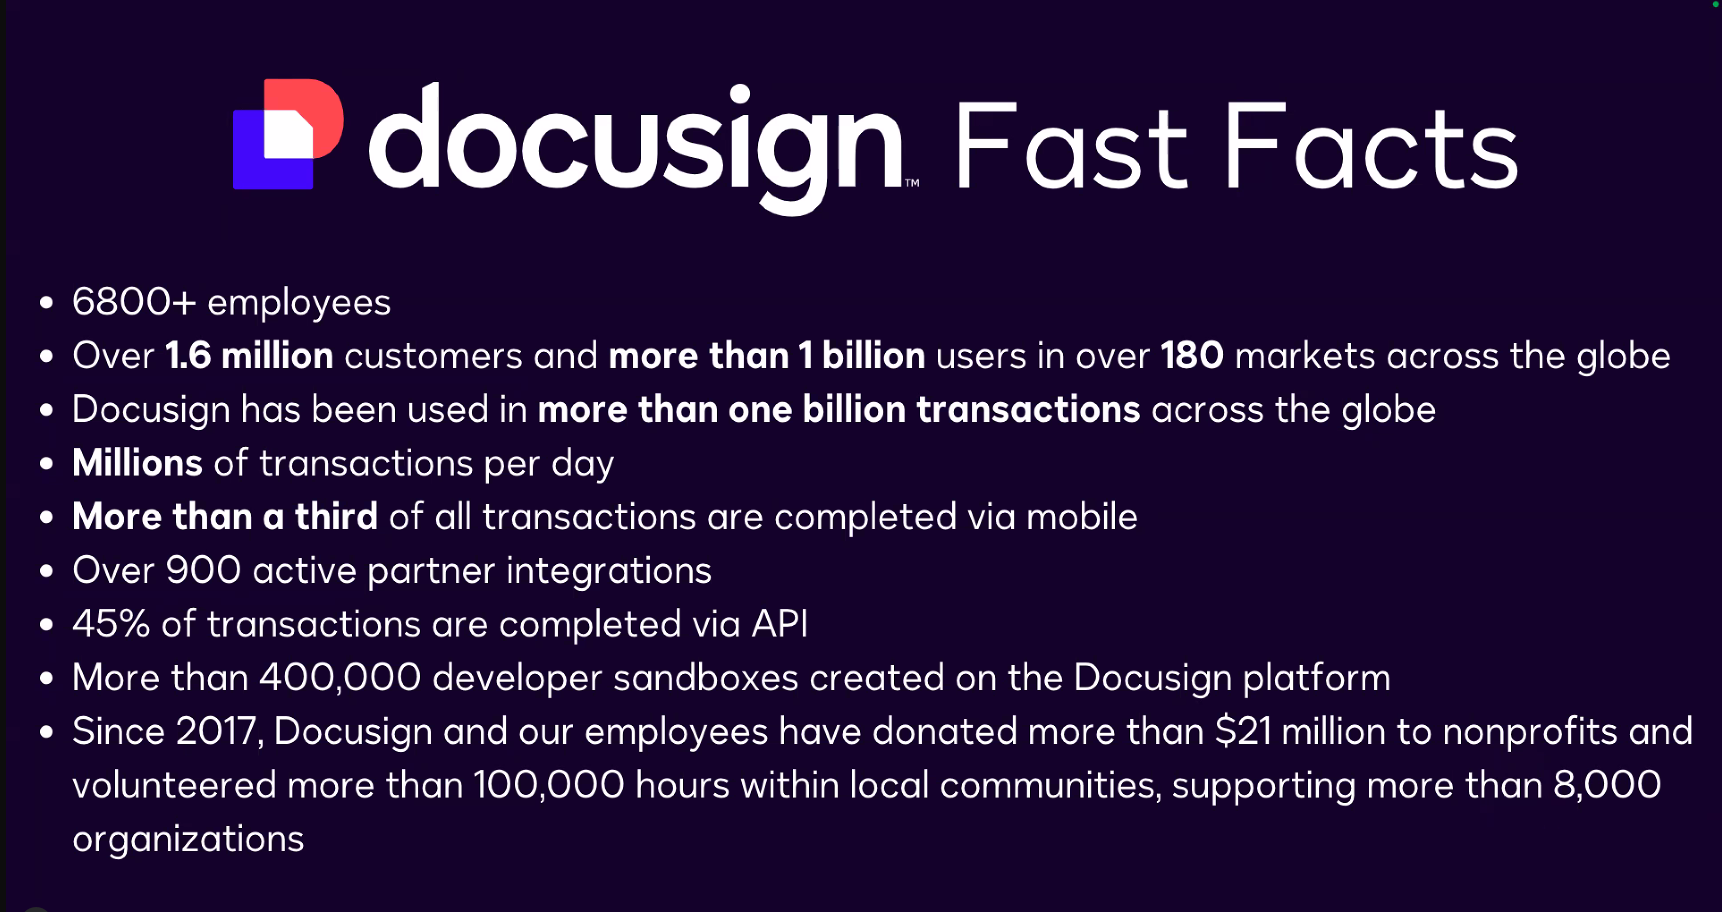 docusign™ Fast Facts
• 6800+ employees
• Over 1.6 million customers and more than 1 billion users in over 180 markets across the globe
• Docusign has been used in more than one billion transactions across the globe
• Millions of transactions per day
• More than a third of all transactions are completed via mobile
• Over 900 active partner integrations
• 45% of transactions are completed via API
• More than 400,000 developer sandboxes created on the Docusign platform
• Since 2017, Docusign and our employees have donated more than $21 million to nonprofits and
volunteered more than 100,000 hours within local communities, supporting more than 8,000
organizations